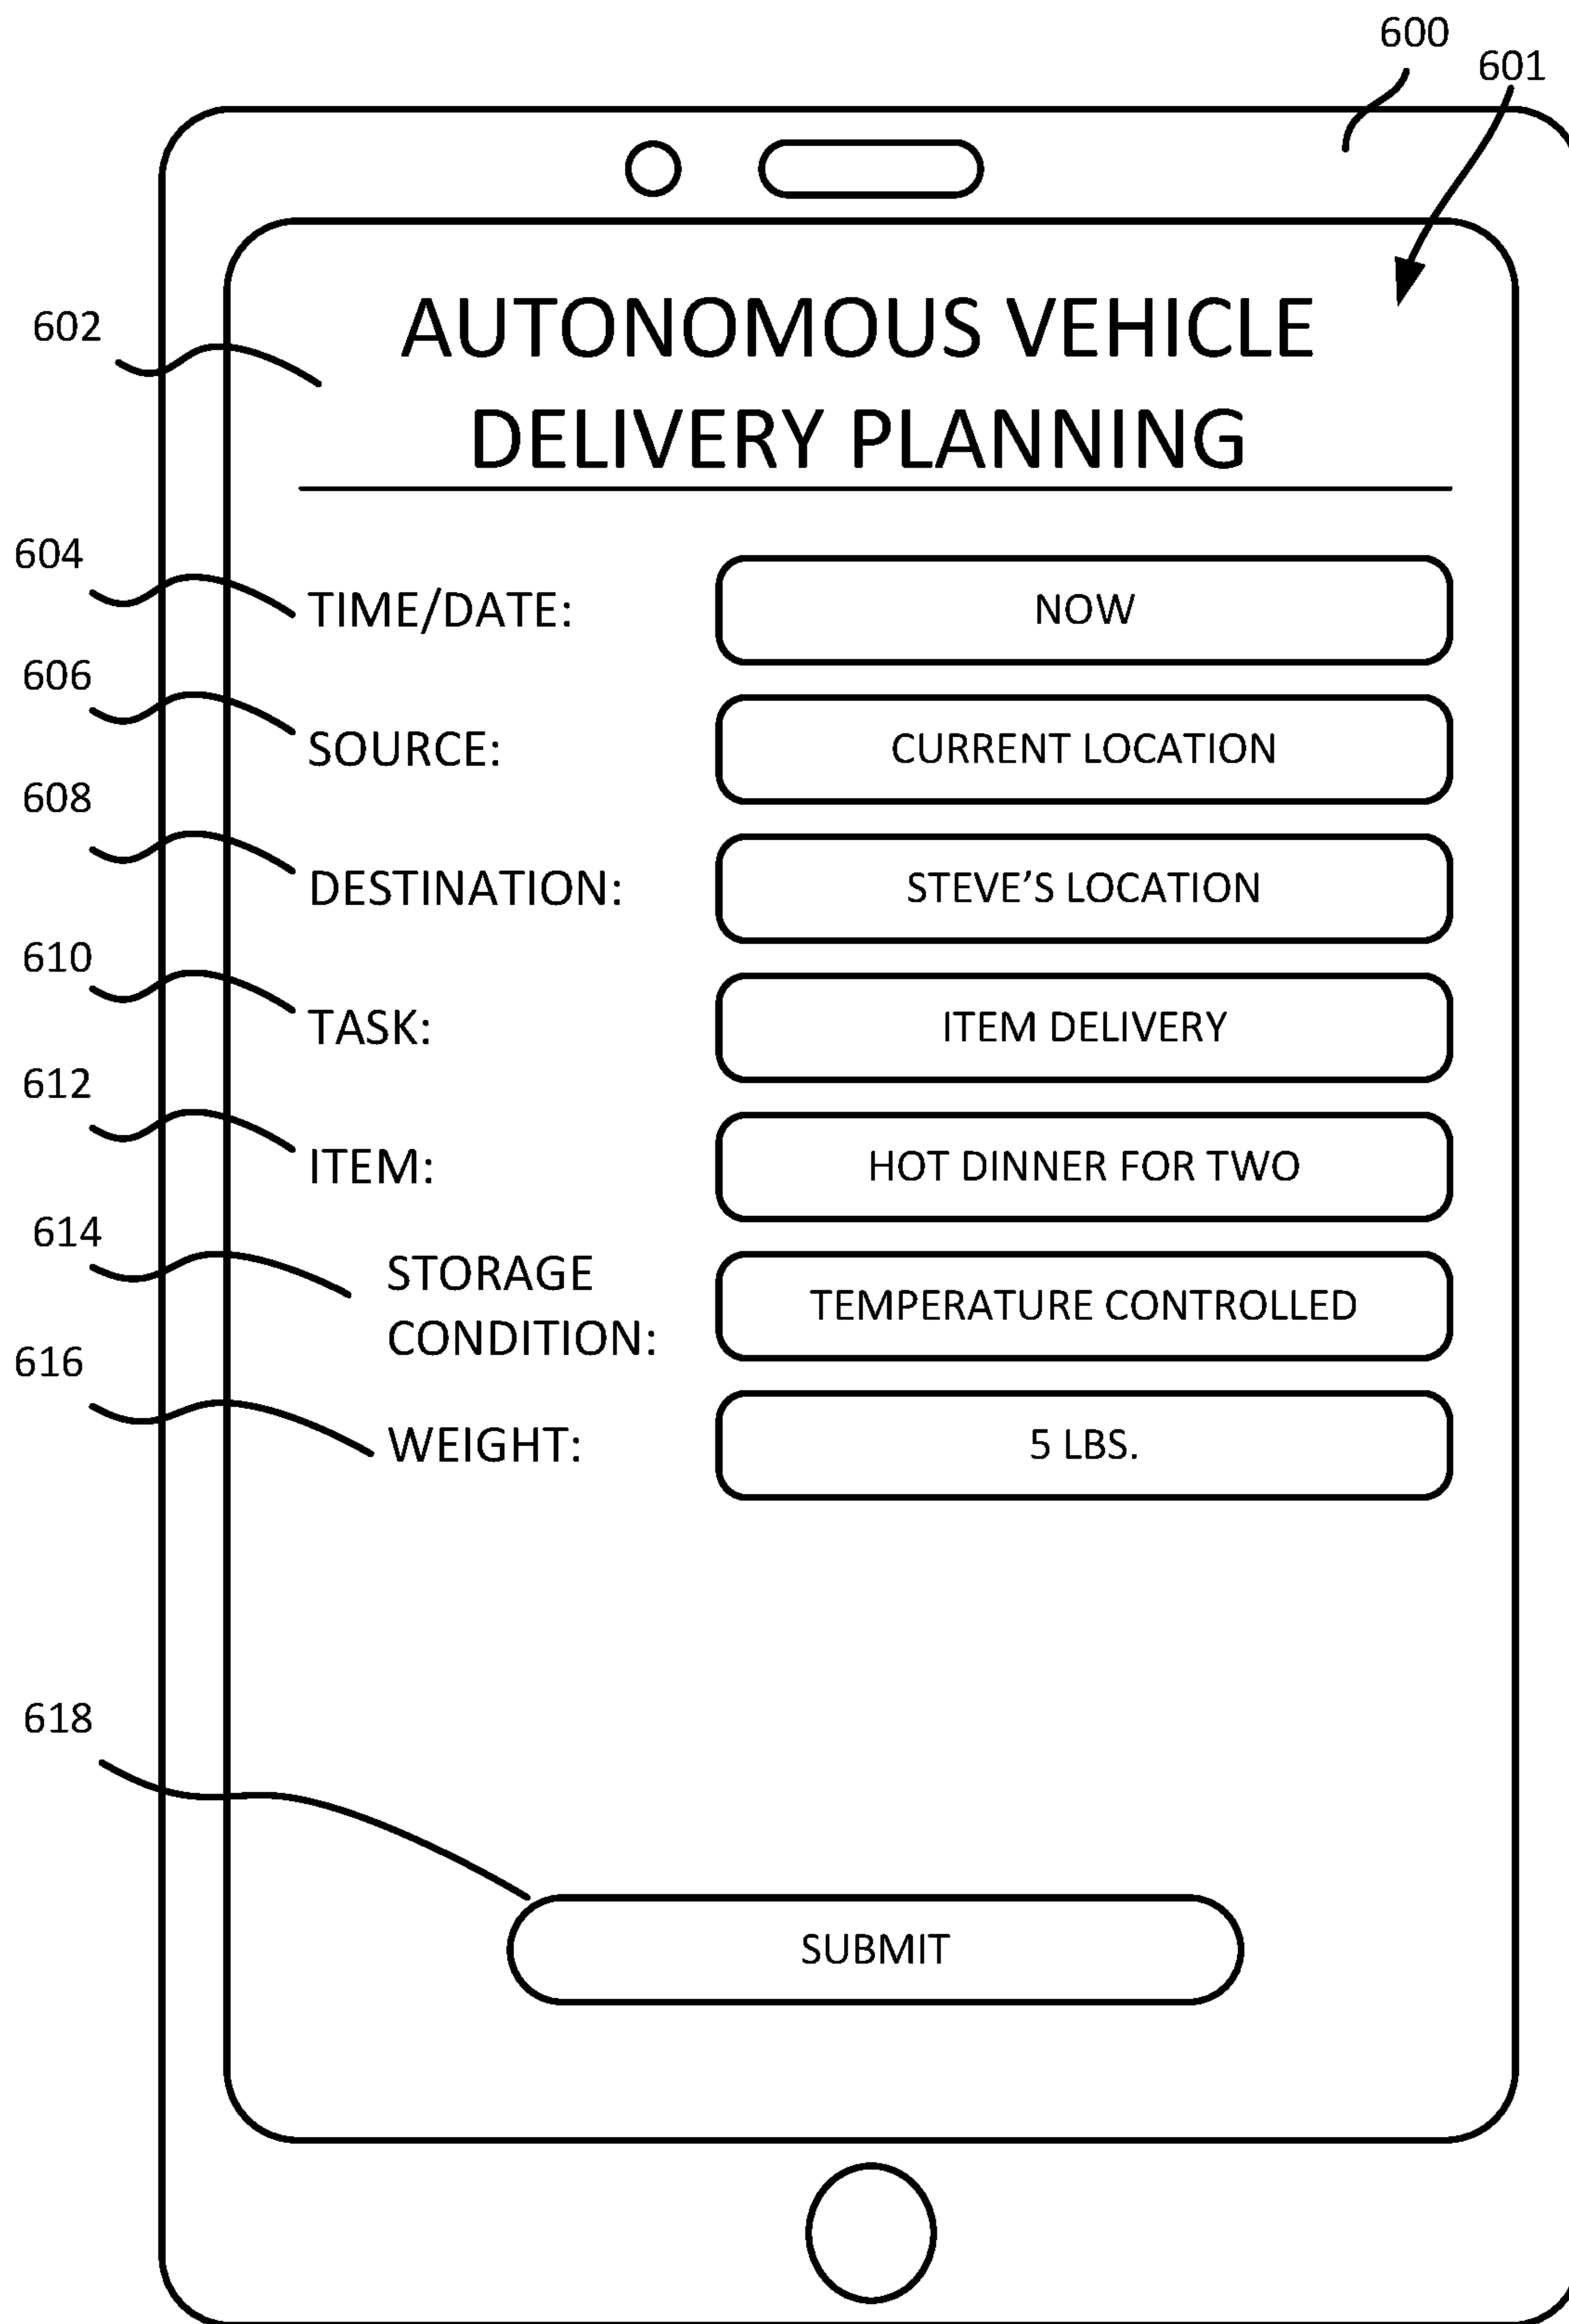 600
601
602
AUTONOMOUS VEHICLE
DELIVERY PLANNING
604
TIME/DATE: NOW
606
SOURCE: CURRENT LOCATION
608
DESTINATION: STEVE'S LOCATION
610
TASK: ITEM DELIVERY
612
ITEM: HOT DINNER FOR TWO
614
STORAGE
CONDITION: TEMPERATURE CONTROLLED
616
WEIGHT: 5 LBS.
618
SUBMIT